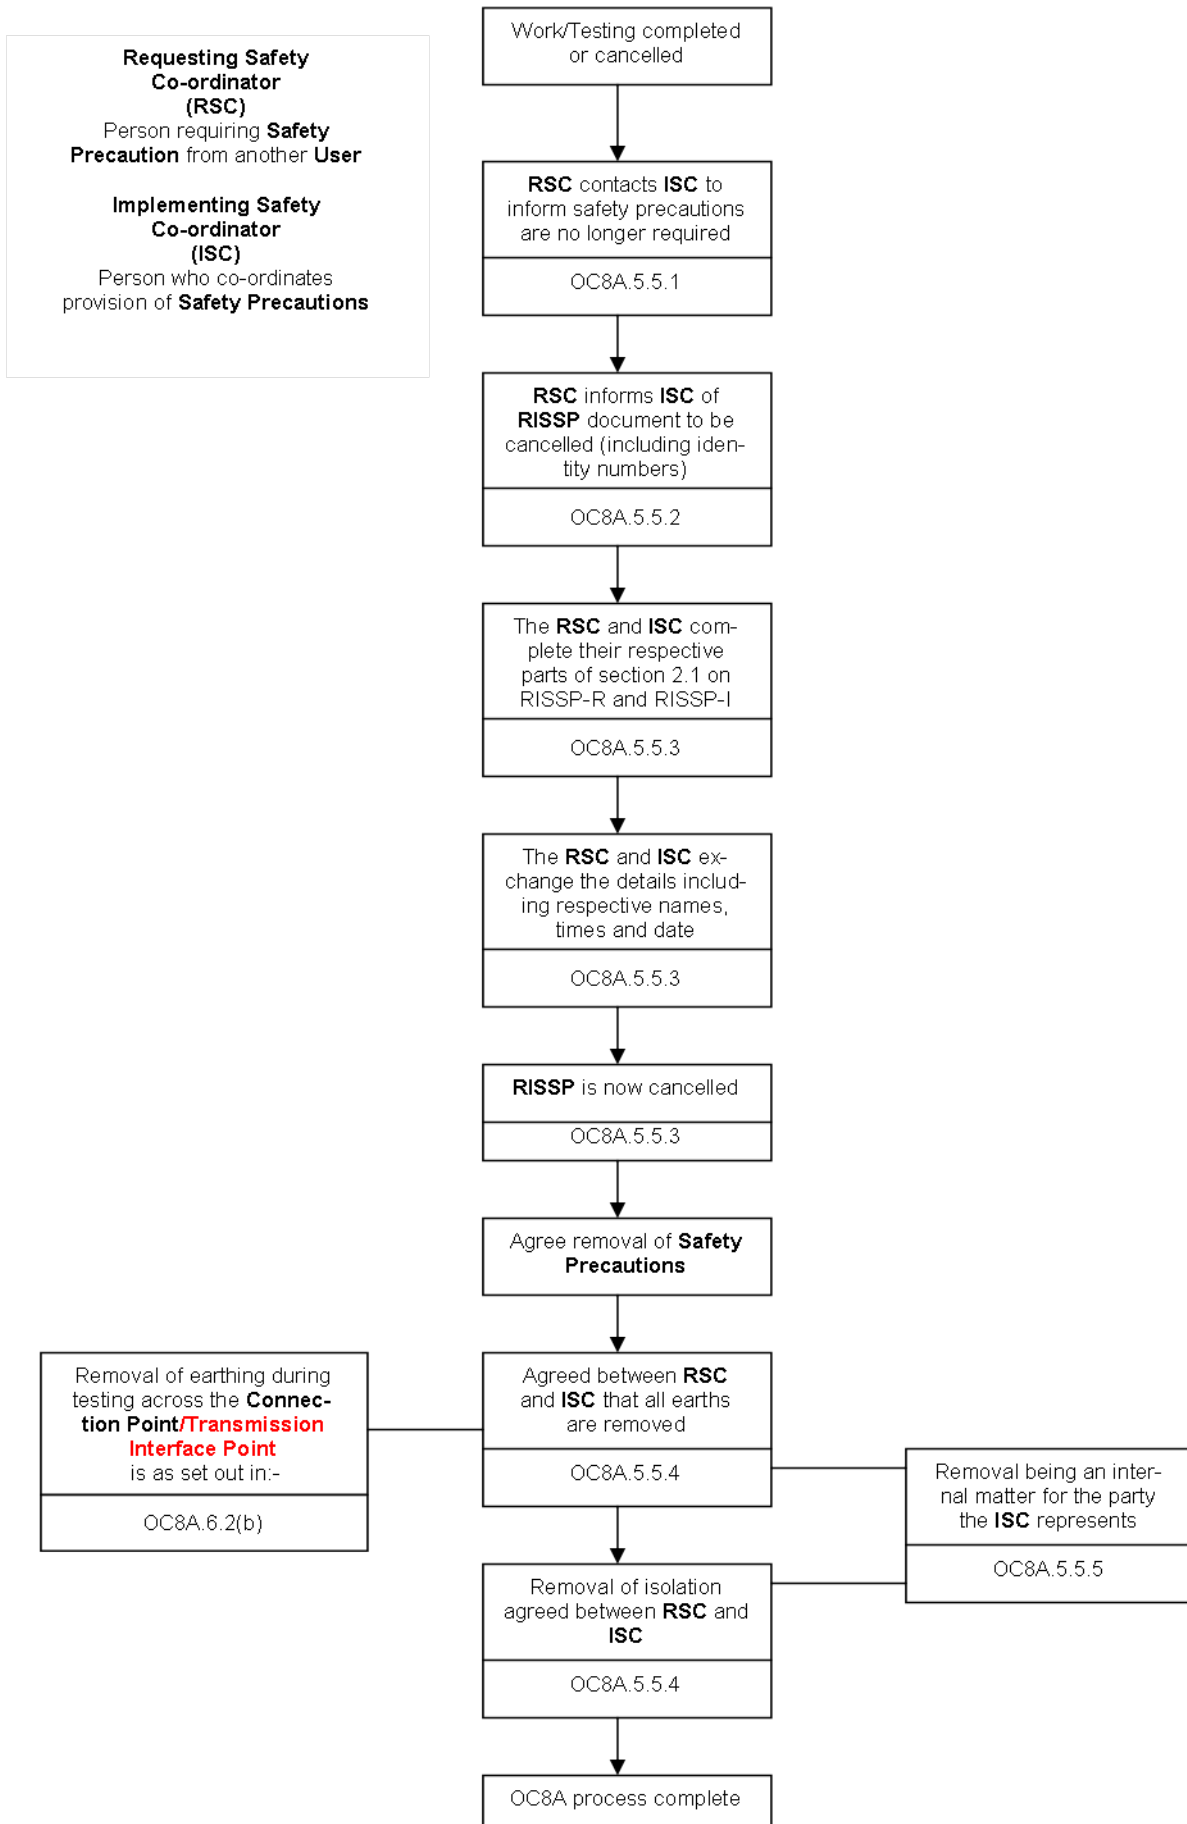 Requesting Safety
Co-ordinator
(RSC)
Person requiring Safety
Precaution from another User
Implementing Safety
Co-ordinator
(ISC)
Person who co-ordinates
provision of Safety Precautions
Work/Testing completed
or cancelled
RSC contacts ISC to
inform safety precautions
are no longer required
OC8A.5.5.1
RSC informs ISC of
RISSP document to be
cancelled (including iden-
tity numbers)
OC8A.5.5.2
The RSC and ISC com-
plete their respective
parts of section 2.1 on
RISSP-R and RISSP-I
OC8A.5.5.3
The RSC and ISC ex-
change the details includ-
ing respective names,
times and date
OC8A.5.5.3
RISSP is now cancelled
OC8A.5.5.3
Agree removal of Safety
Precautions
Removal of earthing during
testing across the Connec-
tion Point/Transmission
Interface Point
is as set out in:-
OC8A.6.2(b)
Agreed between RSC
and ISC that all earths
are removed
OC8A.5.5.4
Removal being an inter-
nal matter for the party
the ISC represents
OC8A.5.5.5
Removal of isolation
agreed between RSC and
ISC
OC8A.5.5.4
OC8A process complete